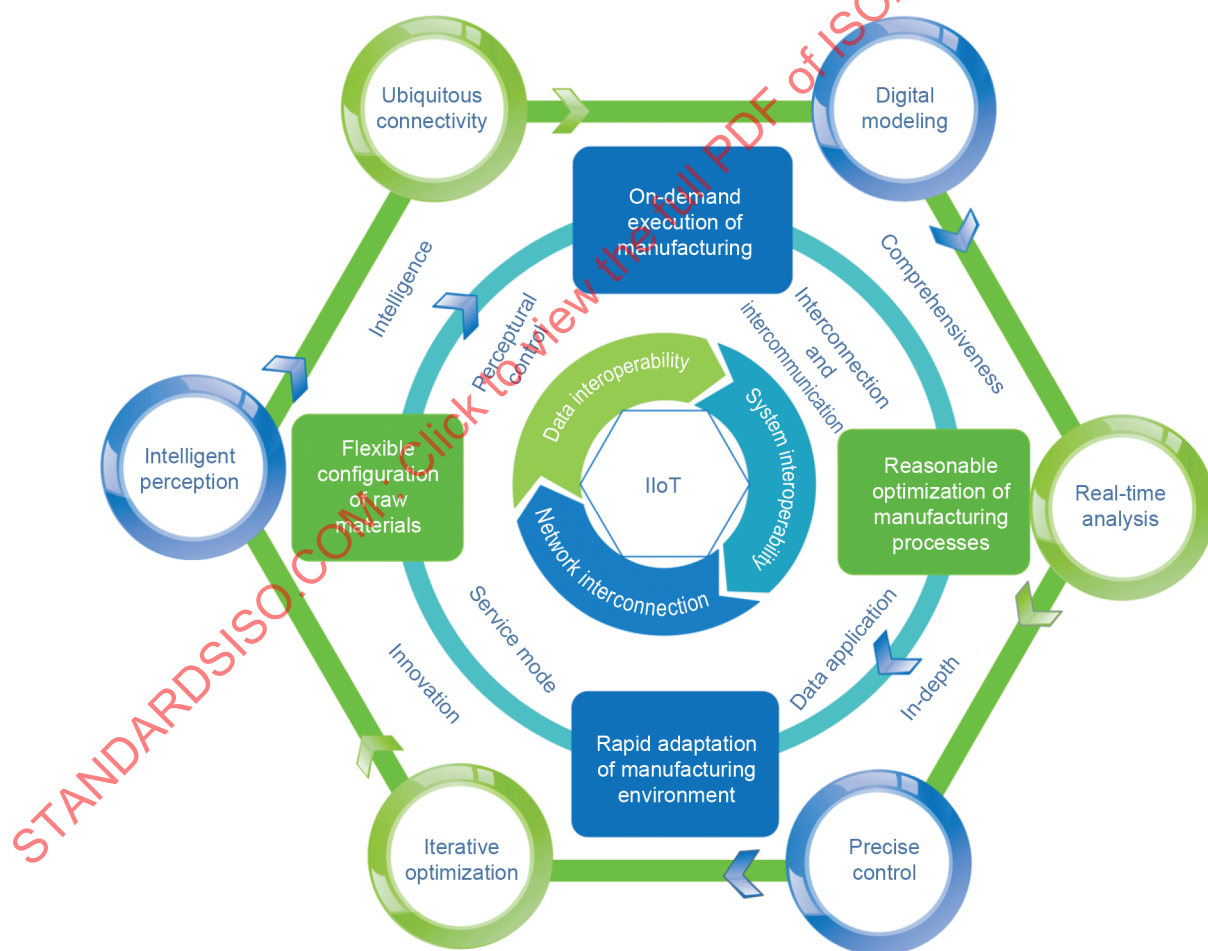 Ubiquitous
connectivity
Digital
modeling
On-demand
execution of
manufacturing
Intelligence
Comprehensiveness
Perceptural
control
Interconnection
and
intercommunication
Data interoperability
System interoperability
Network interconnection
IIoT
Intelligent
perception
Flexible
configuration
of raw
materials
Reasonable
optimization of
manufacturing
processes
Real-time
analysis
Service mode
Innovation
Data application
In-depth
Rapid adaptation
of manufacturing
environment
Iterative
optimization
Precise
control
STANDARDSISO.COM : Click to view the full PDF of ISO/